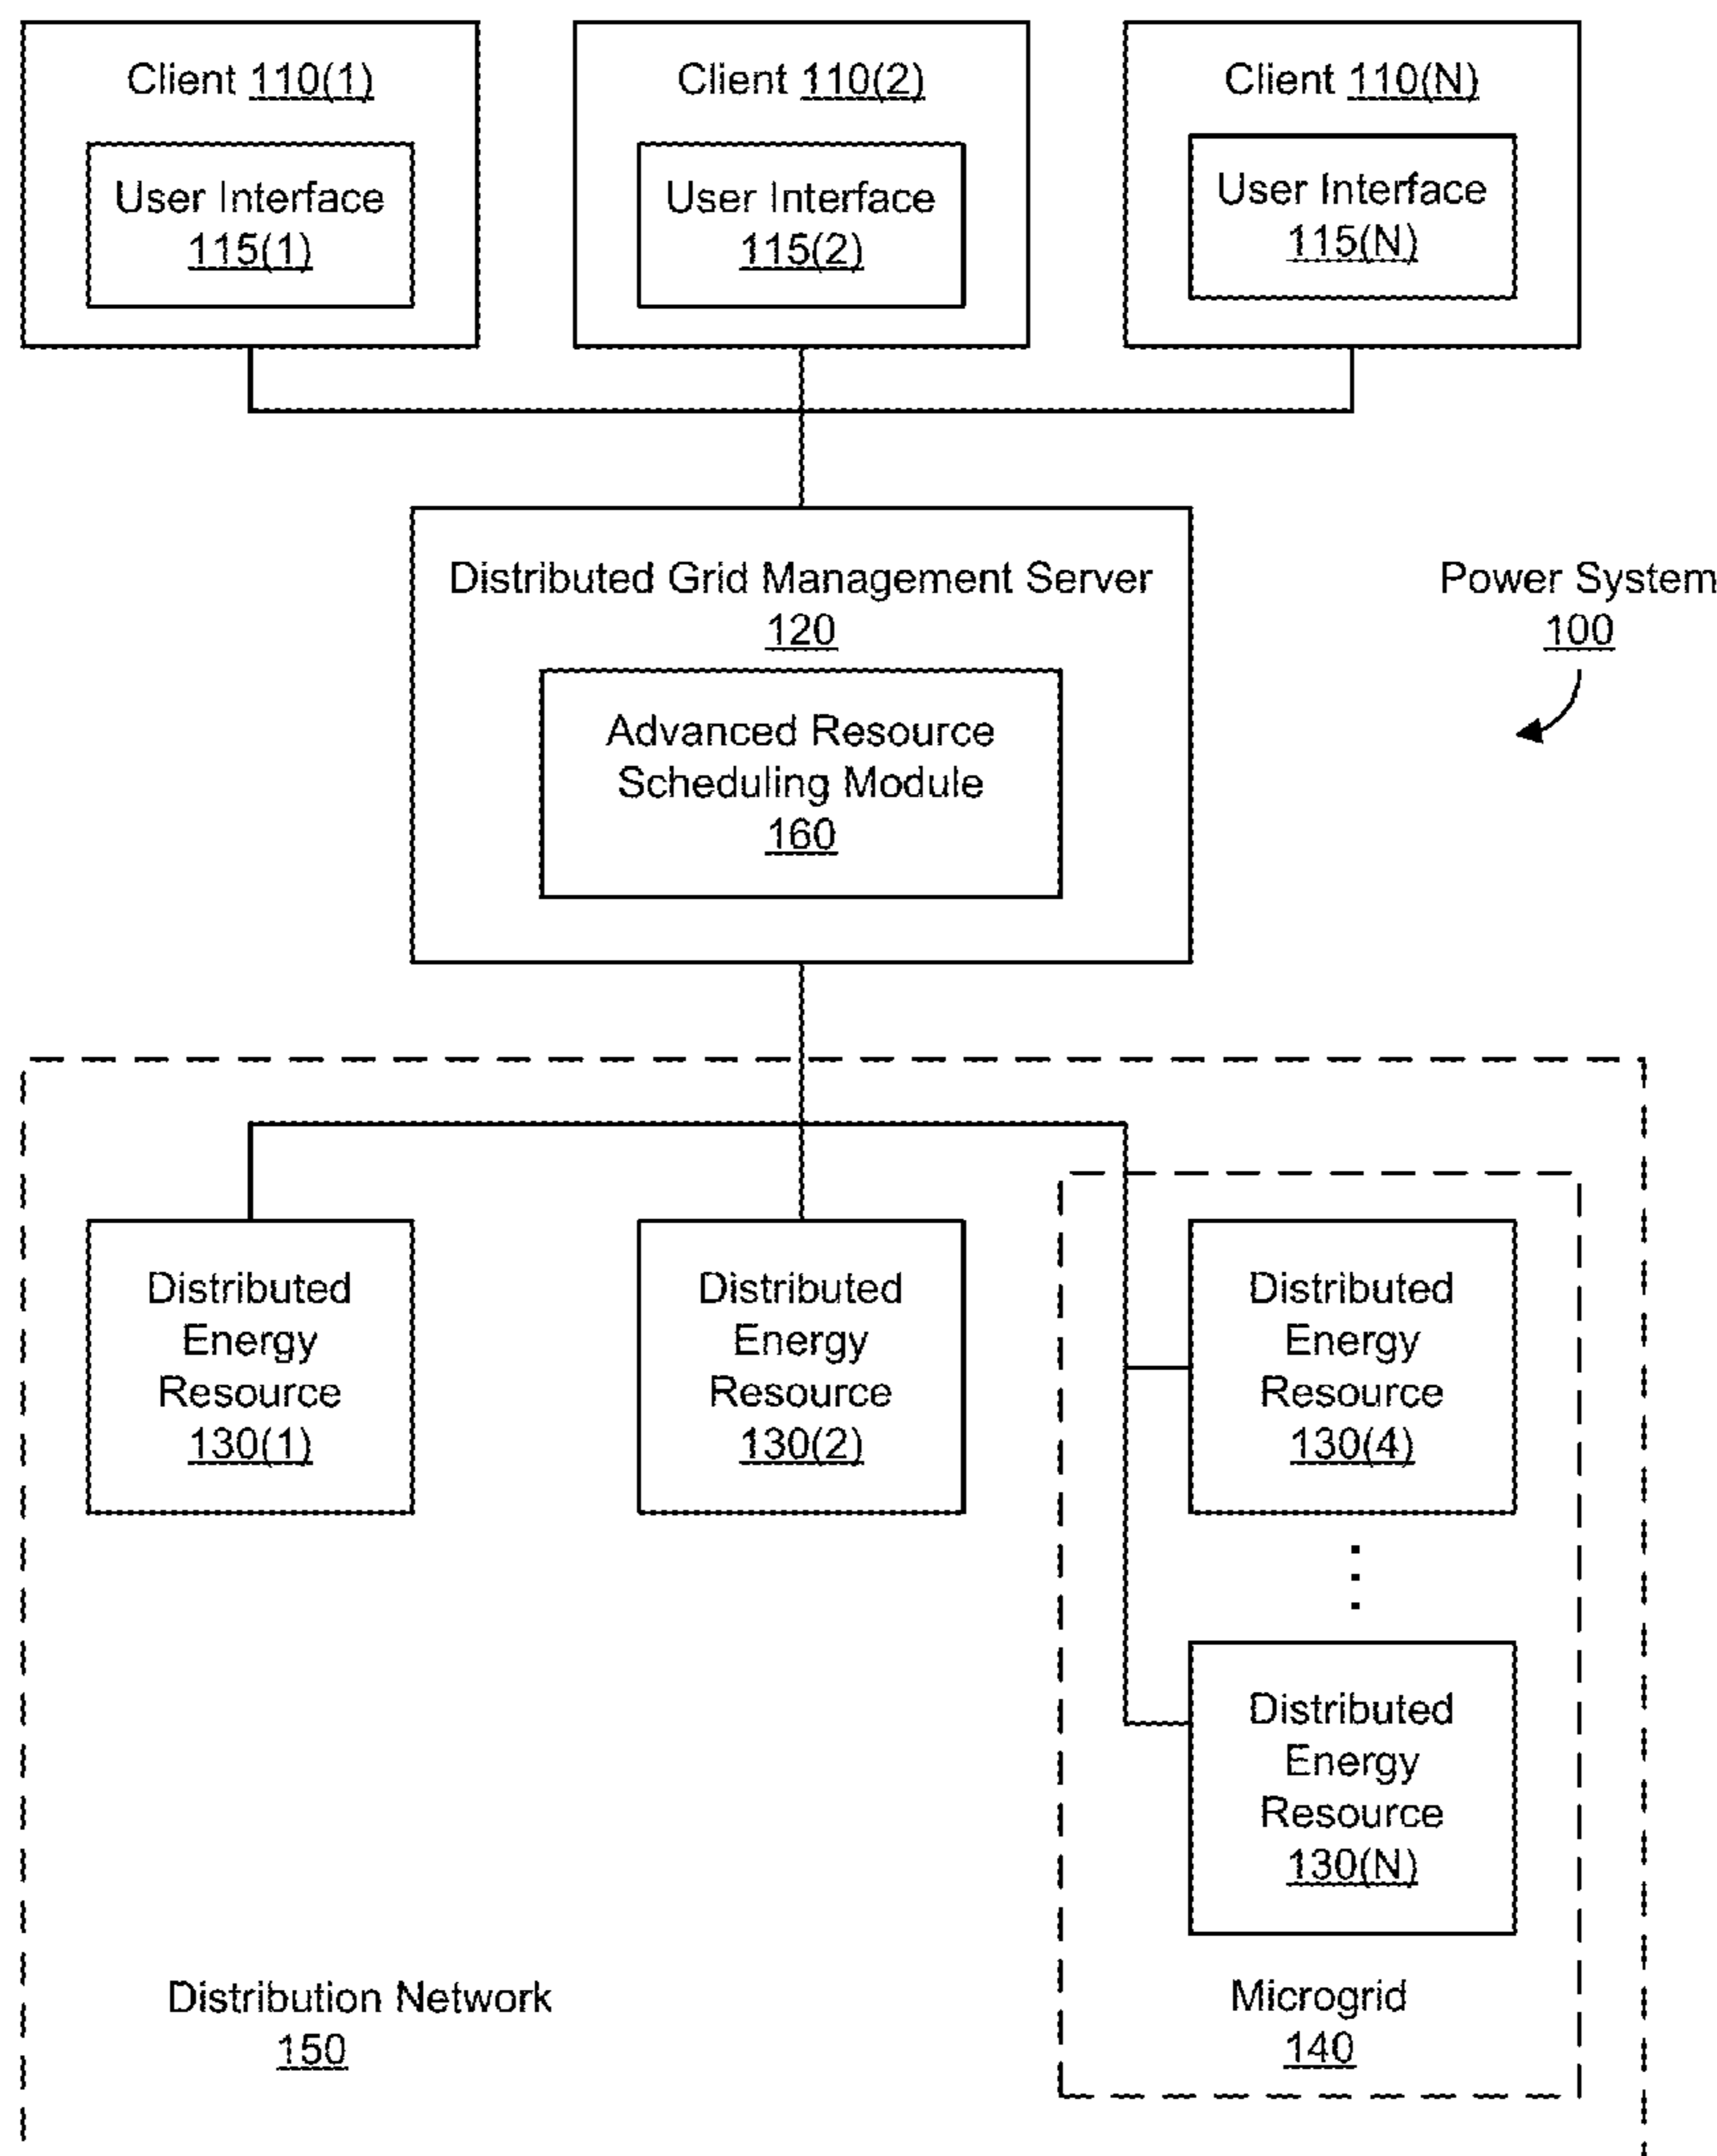 Client 110(1)
User Interface
115(1)
Client 110(2)
User Interface
115(2)
Client 110(N)
User Interface
115(N)
Distributed Grid Management Server
120
Advanced Resource
Scheduling Module
160
Power System
100
Distributed
Energy
Resource
130(1)
Distributed
Energy
Resource
130(2)
Distributed
Energy
Resource
130(4)
Distributed
Energy
Resource
130(N)
Distribution Network
150
Microgrid
140